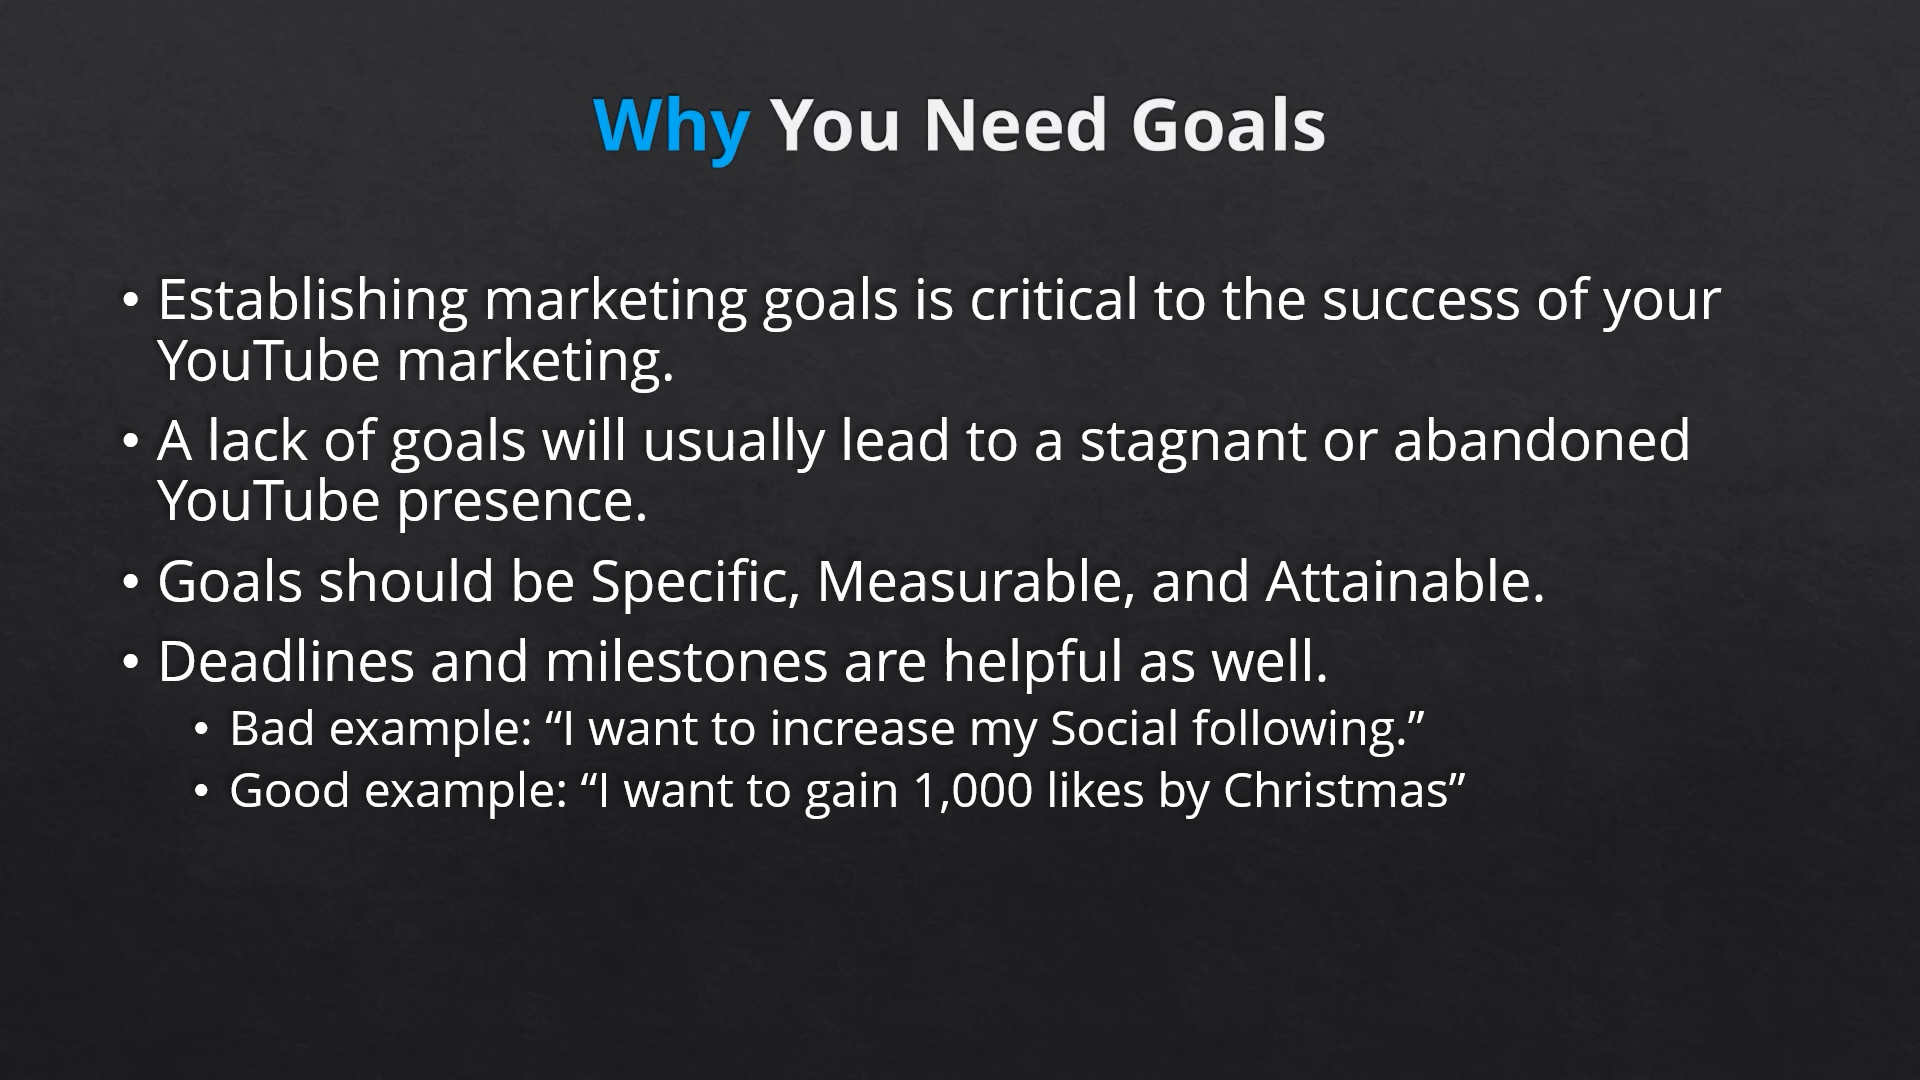 Why You Need Goals
• Establishing marketing goals is critical to the success of your
YouTube marketing.
• A lack of goals will usually lead to a stagnant or abandoned
YouTube presence.
• Goals should be Specific, Measurable, and Attainable.
• Deadlines and milestones are helpful as well.
• Bad example: “I want to increase my Social following.”
• Good example: “I want to gain 1,000 likes by Christmas”